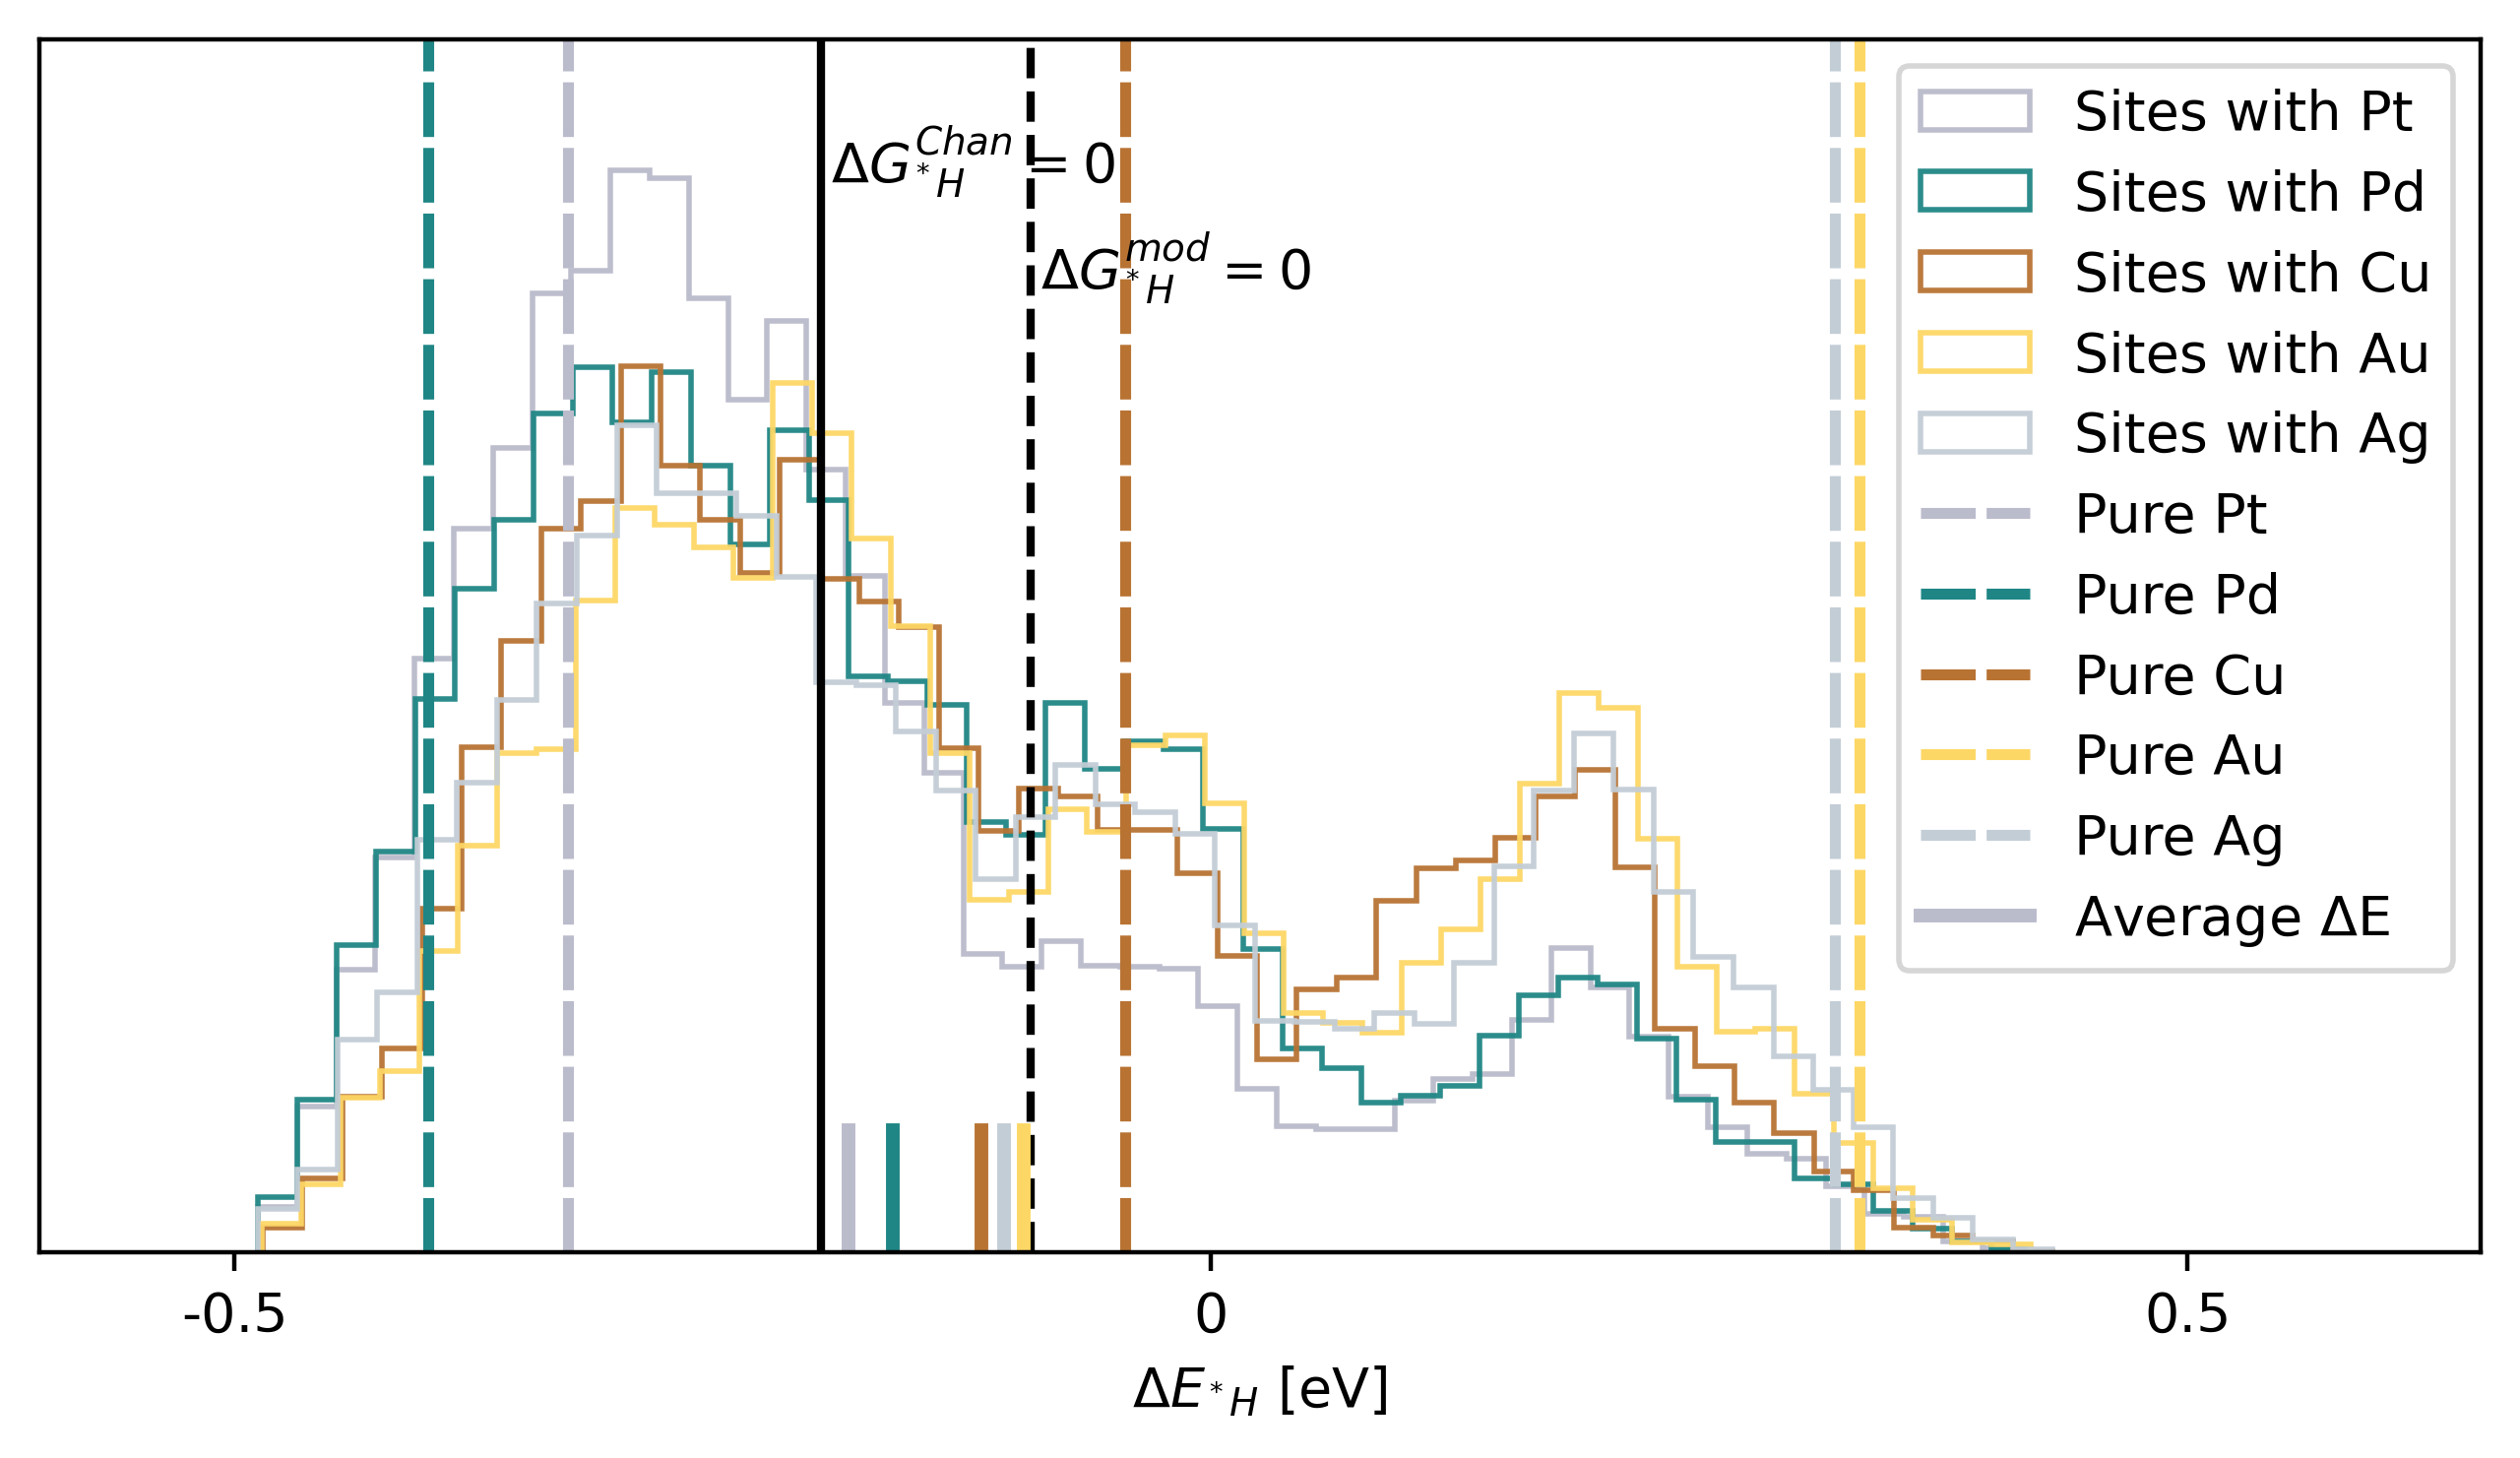 ΔG^{Chan}_{*H} = 0
ΔG^{mod}_{*H} = 0
Sites with Pt
Sites with Pd
Sites with Cu
Sites with Au
Sites with Ag
Pure Pt
Pure Pd
Pure Cu
Pure Au
Pure Ag
Average ΔE
-0.5
0
0.5
ΔE_{*H} [eV]